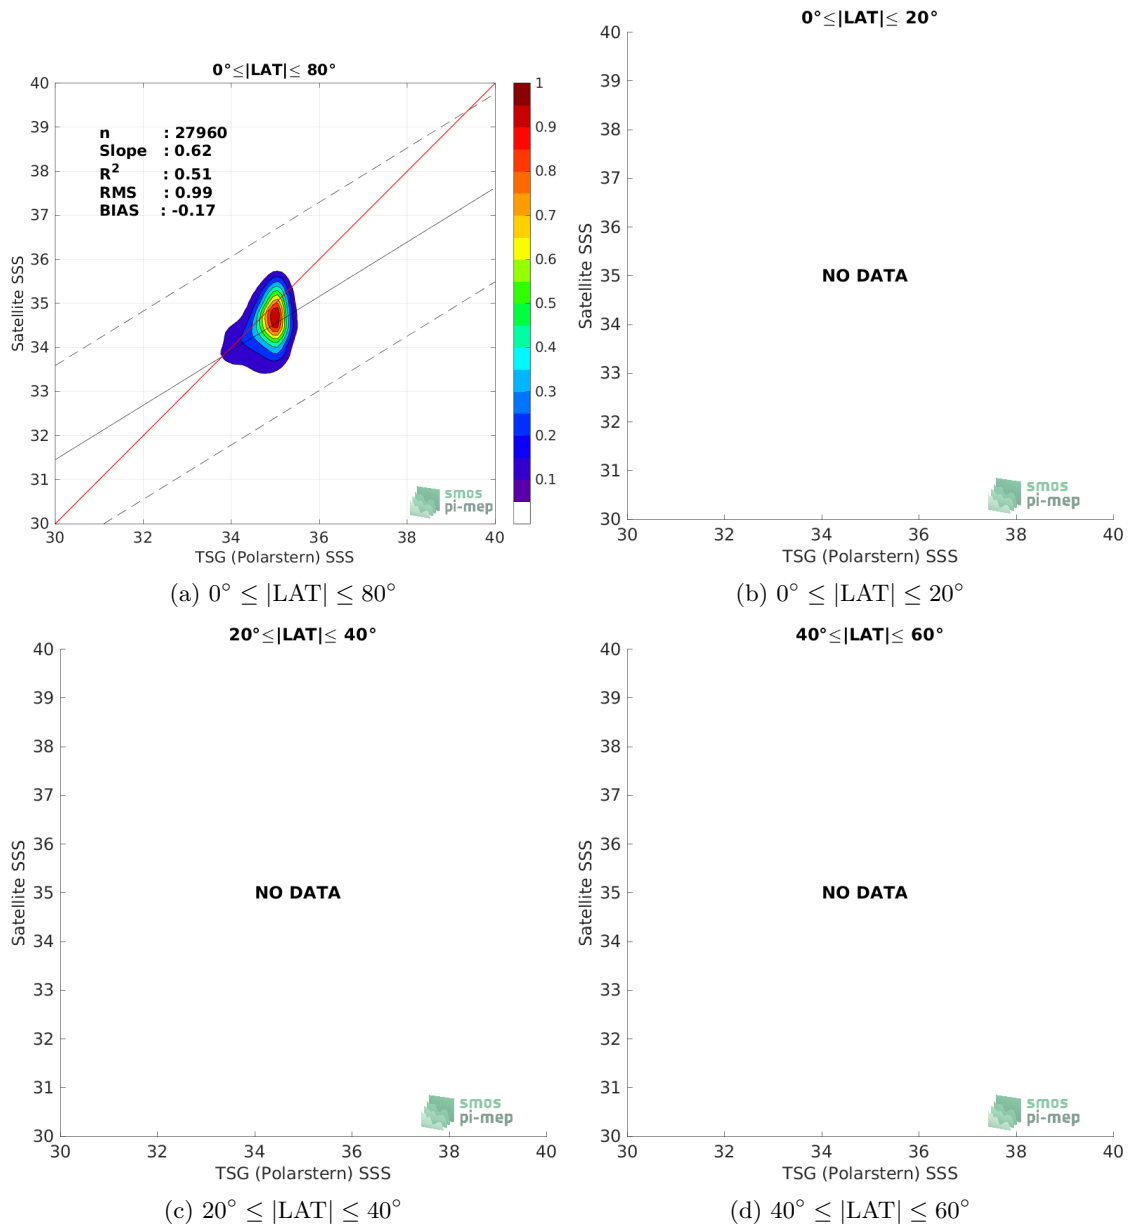 0°≤|LAT|≤ 80°
n : 27960
Slope : 0.62
R² : 0.51
RMS : 0.99
BIAS : -0.17
40
39
38
37
36
35
34
33
32
31
30
Satellite SSS
30 32 34 36 38 40
TSG (Polarstern) SSS
1
0.9
0.8
0.7
0.6
0.5
0.4
0.3
0.2
0.1
smos
pi-mep
(a) 0° ≤ |LAT| ≤ 80°
0°≤|LAT|≤ 20°
40
39
38
37
36
35
34
33
32
31
30
Satellite SSS
NO DATA
smos
pi-mep
30 32 34 36 38 40
TSG (Polarstern) SSS
(b) 0° ≤ |LAT| ≤ 20°
20°≤|LAT|≤ 40°
40
39
38
37
36
35
34
33
32
31
30
Satellite SSS
NO DATA
smos
pi-mep
30 32 34 36 38 40
TSG (Polarstern) SSS
(c) 20° ≤ |LAT| ≤ 40°
40°≤|LAT|≤ 60°
40
39
38
37
36
35
34
33
32
31
30
Satellite SSS
NO DATA
smos
pi-mep
30 32 34 36 38 40
TSG (Polarstern) SSS
(d) 40° ≤ |LAT| ≤ 60°